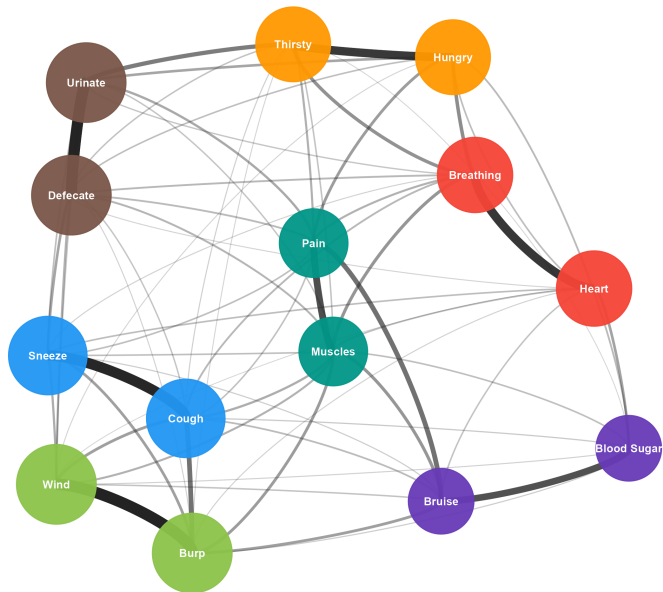 Thirsty
Hungry
Urinate
Breathing
Defecate
Pain
Heart
Muscles
Sneeze
Cough
Blood Sugar
Wind
Bruise
Burp